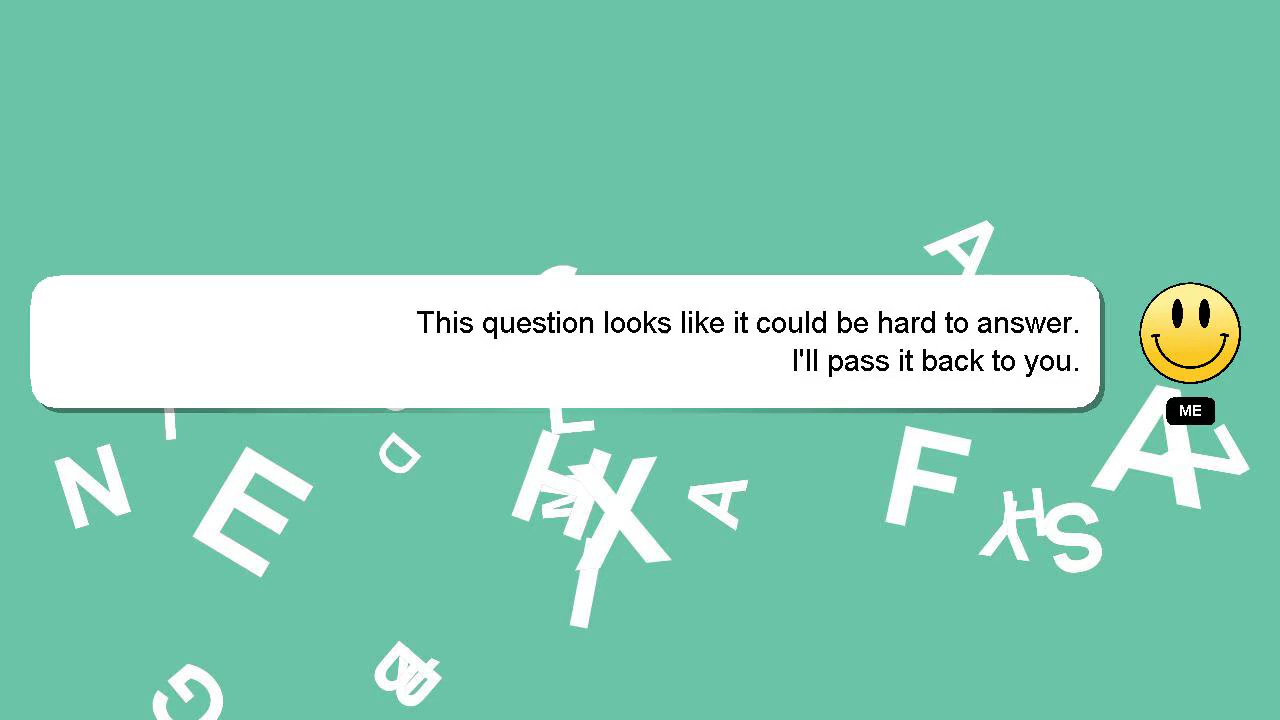 This question looks like it could be hard to answer.
I'll pass it back to you.
ME
A
N
E
D
H
X
A
F
A
S
H
G
B